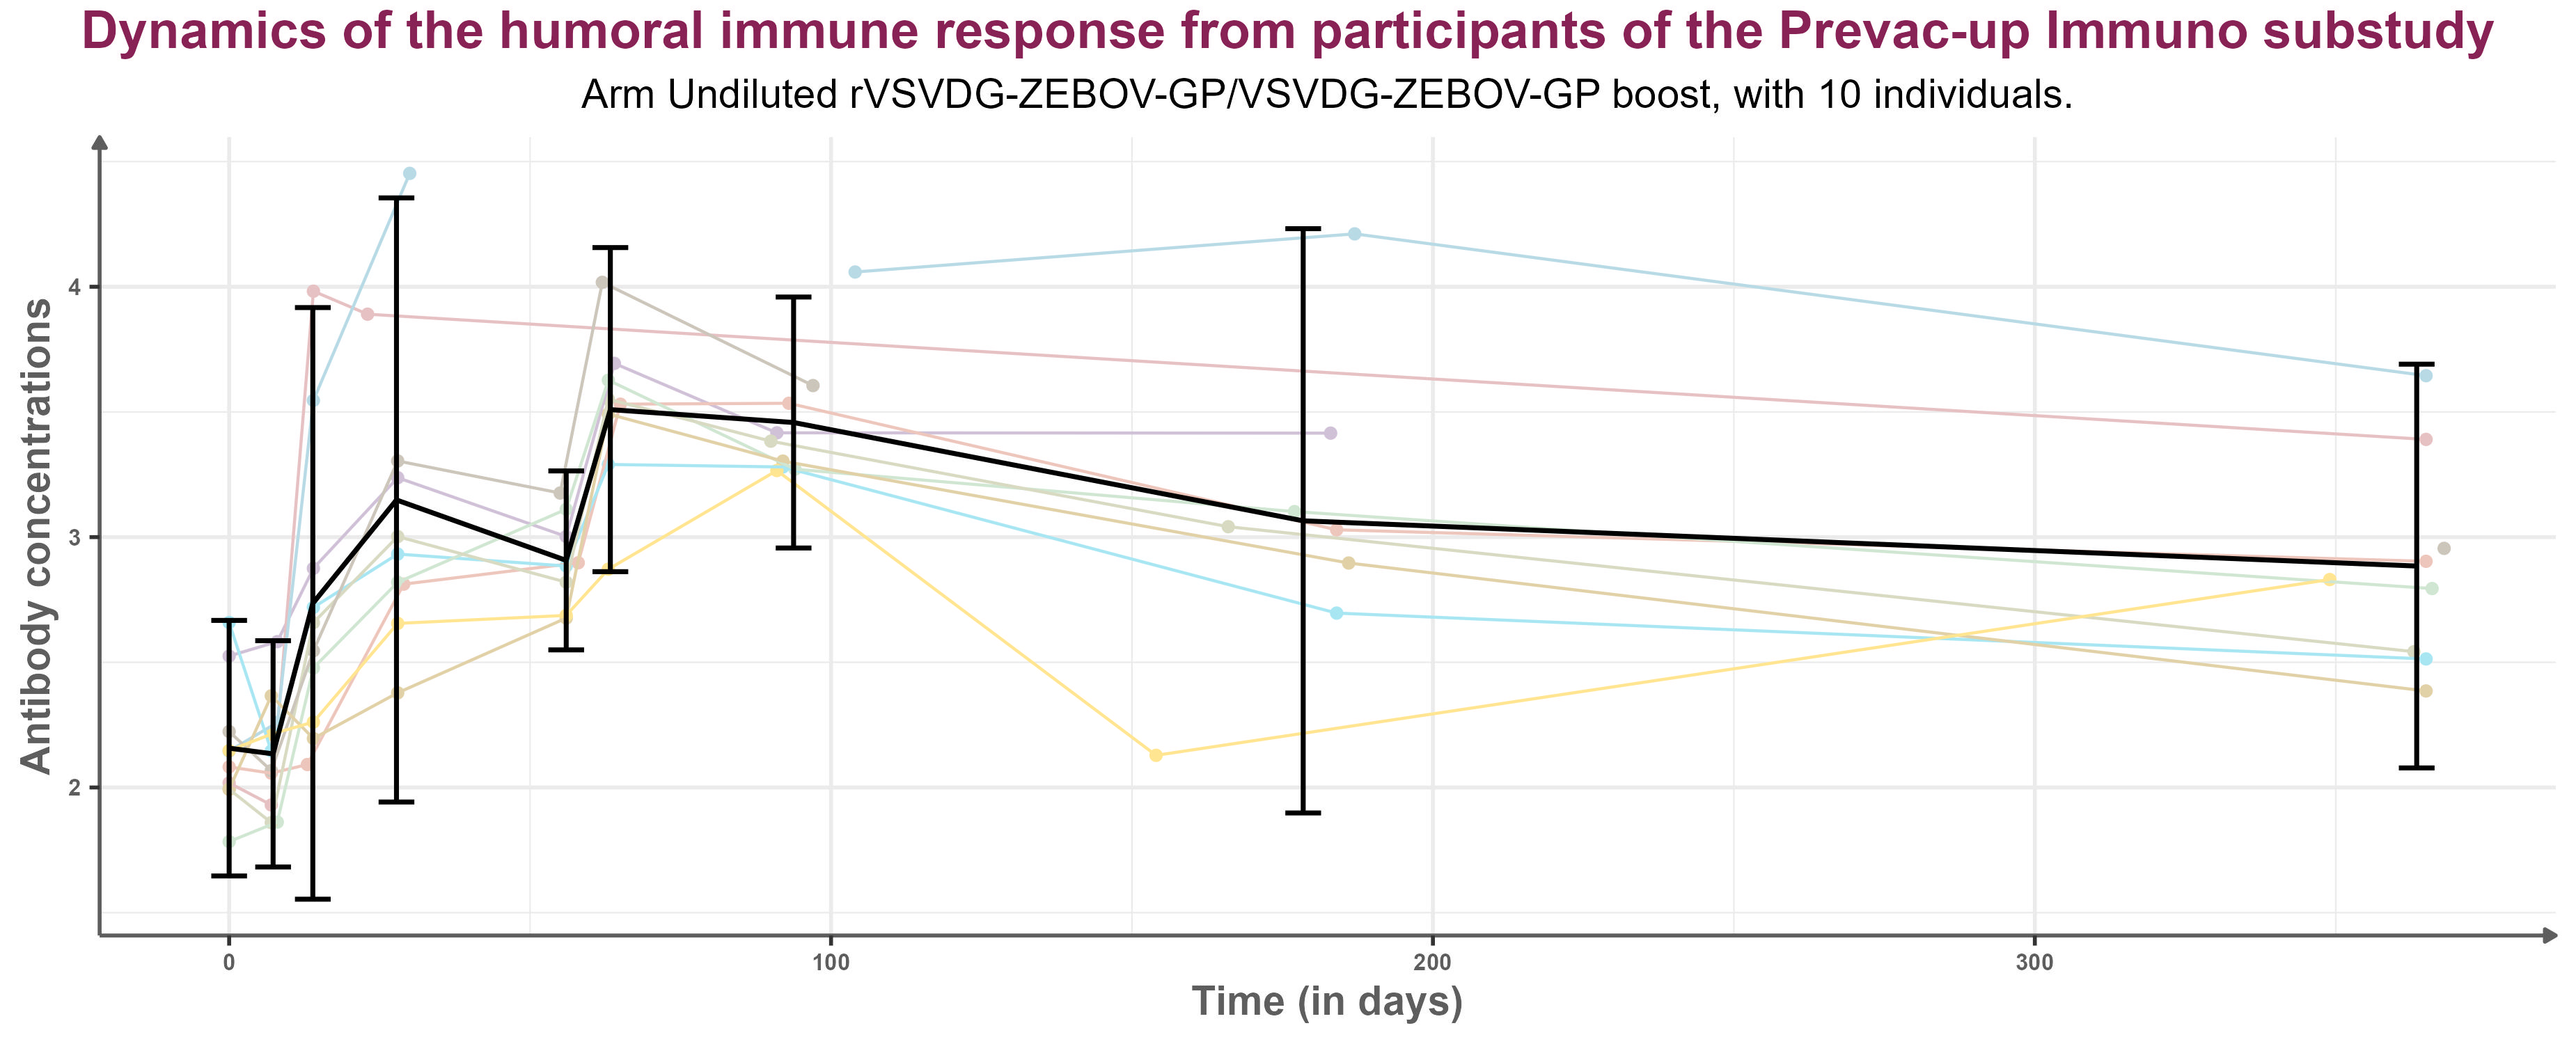 Dynamics of the humoral immune response from participants of the Prevac-up Immuno substudy
Arm Undiluted rVSVDG-ZEBOV-GP/VSVDG-ZEBOV-GP boost, with 10 individuals.
Antibody concentrations
4
3
2
0 100 200 300
Time (in days)